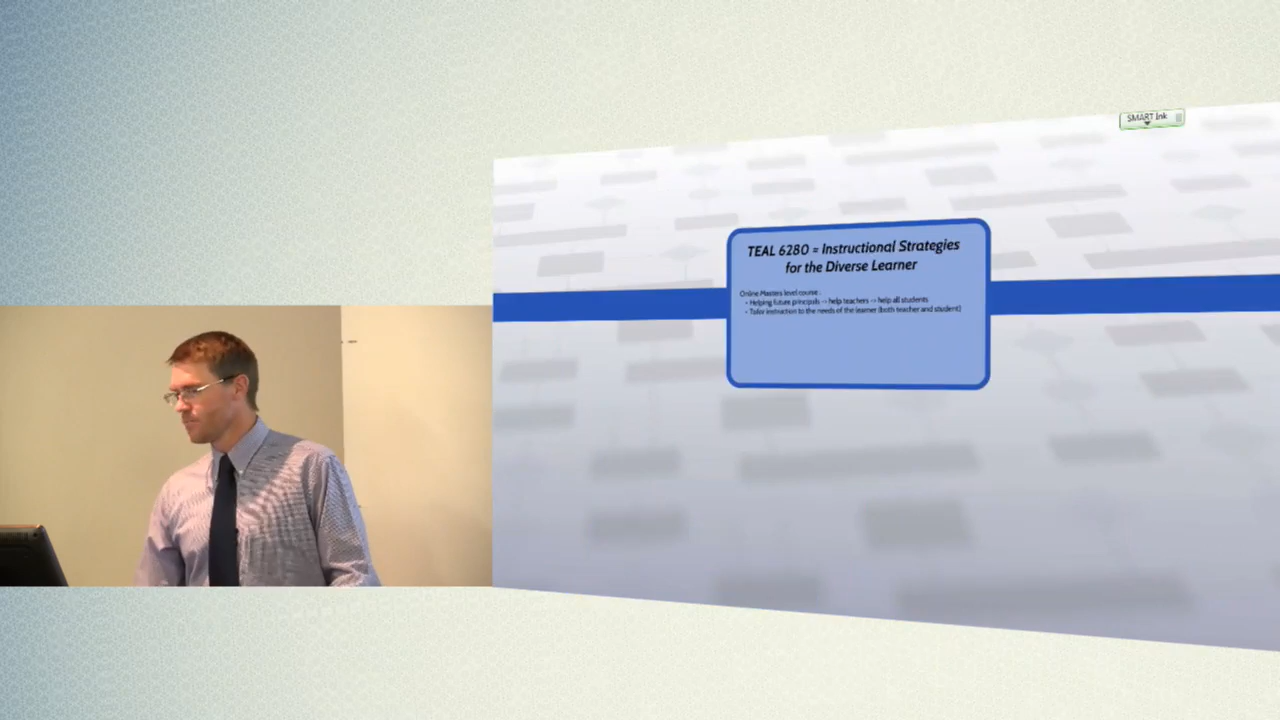 SMART Ink
TEAL 6280 = Instructional Strategies
for the Diverse Learner
Online Masters level course :
• Helping future principals -> help teachers -> help all students
• Tailor instruction to the needs of the learner (both teacher and student)